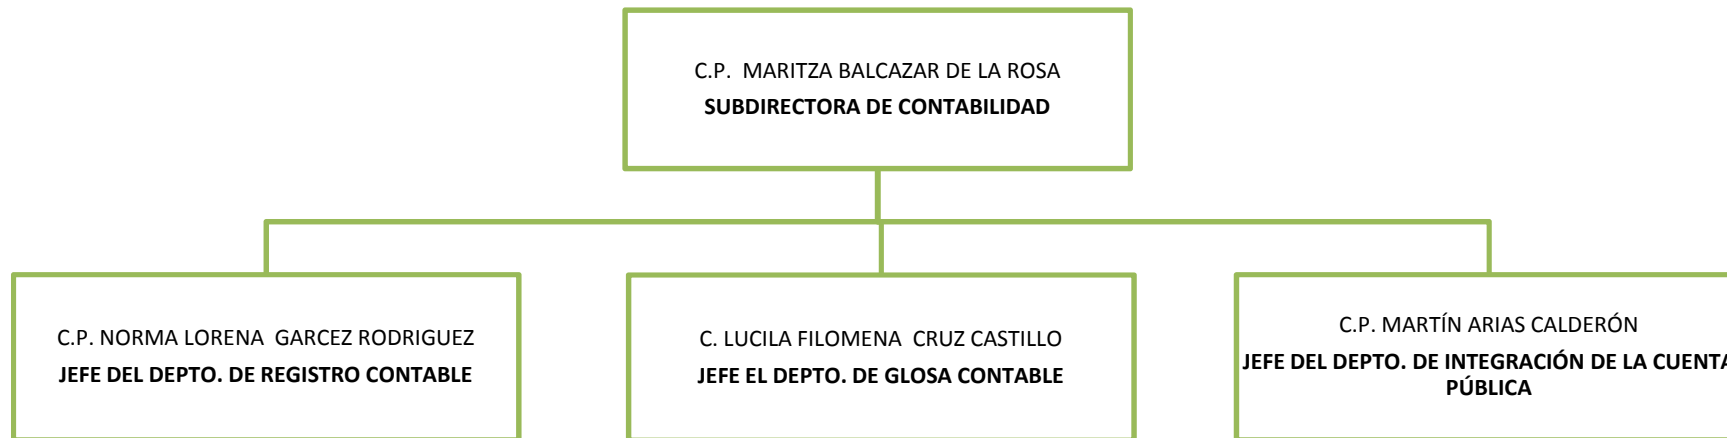 C.P. MARITZA BALCAZAR DE LA ROSA
SUBDIRECTORA DE CONTABILIDAD
C.P. NORMA LORENA GARCEZ RODRIGUEZ
JEFE DEL DEPTO. DE REGISTRO CONTABLE
C. LUCILA FILOMENA CRUZ CASTILLO
JEFE EL DEPTO. DE GLOSA CONTABLE
C.P. MARTÍN ARIAS CALDERÓN
JEFE DEL DEPTO. DE INTEGRACIÓN DE LA CUENTA
PÚBLICA